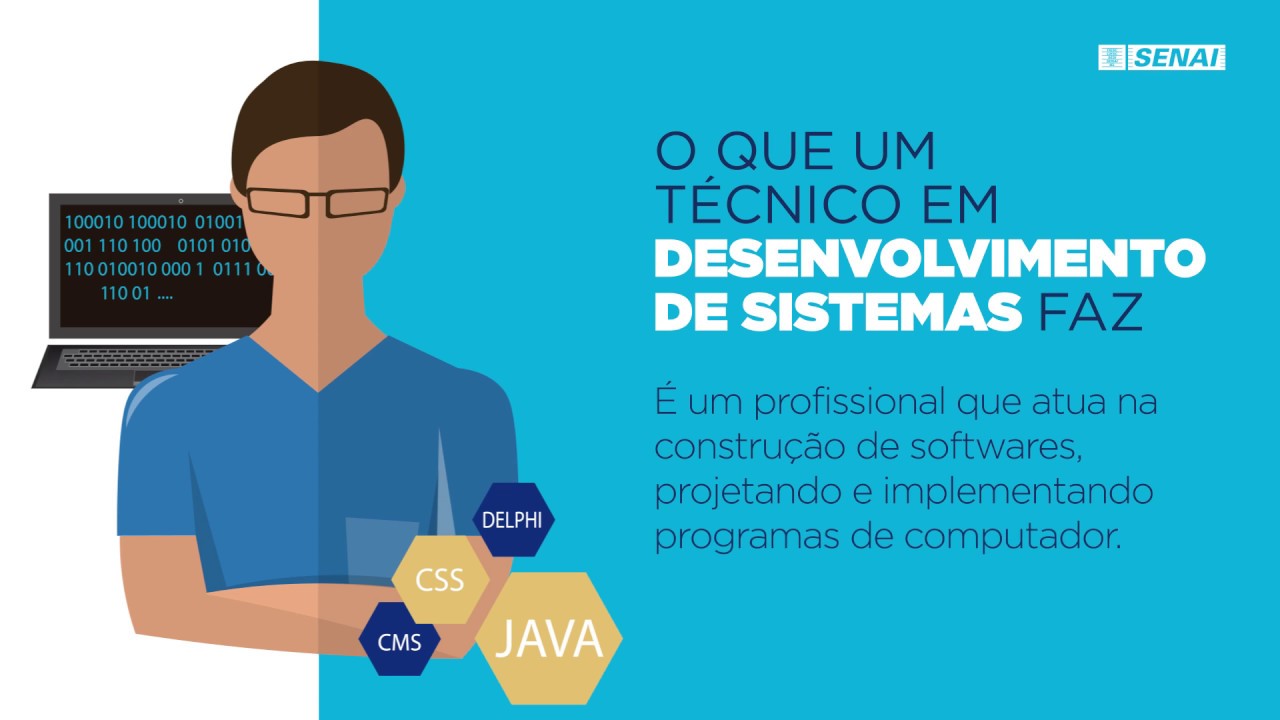 SENAI
O QUE UM
TÉCNICO EM
DESENVOLVIMENTO
DE SISTEMAS FAZ
É um profissional que atua na
construção de softwares,
projetando e implementando
programas de computador.
100010 100010 01001
001 110 100 0101 010
110 010010 000 1 0111 00
110 01 ....
DELPHI
CSS
CMS
JAVA